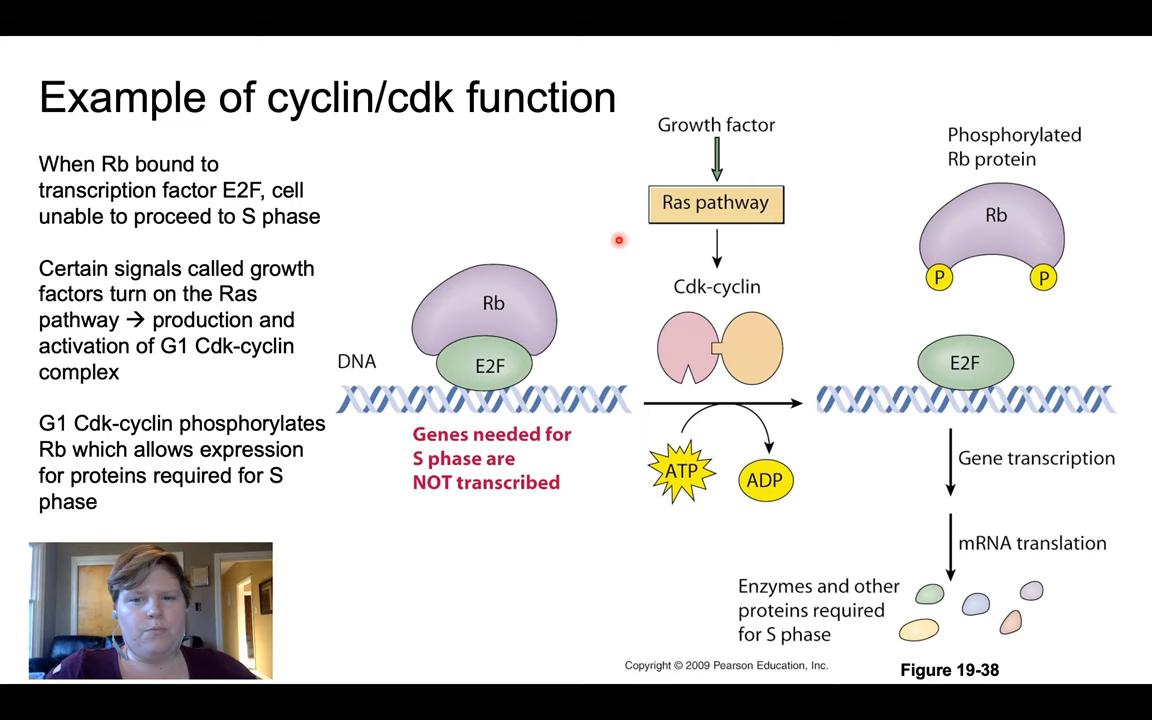 Example of cyclin/cdk function
When Rb bound to
transcription factor E2F, cell
unable to proceed to S phase
Certain signals called growth
factors turn on the Ras
pathway → production and
activation of G1 Cdk-cyclin
complex
G1 Cdk-cyclin phosphorylates
Rb which allows expression
for proteins required for S
phase
DNA
Rb
E2F
Genes needed for
S phase are
NOT transcribed
Growth factor
Ras pathway
Cdk-cyclin
ATP
ADP
Phosphorylated
Rb protein
Rb
P
P
E2F
Gene transcription
mRNA translation
Enzymes and other
proteins required
for S phase
Copyright © 2009 Pearson Education, Inc.
Figure 19-38